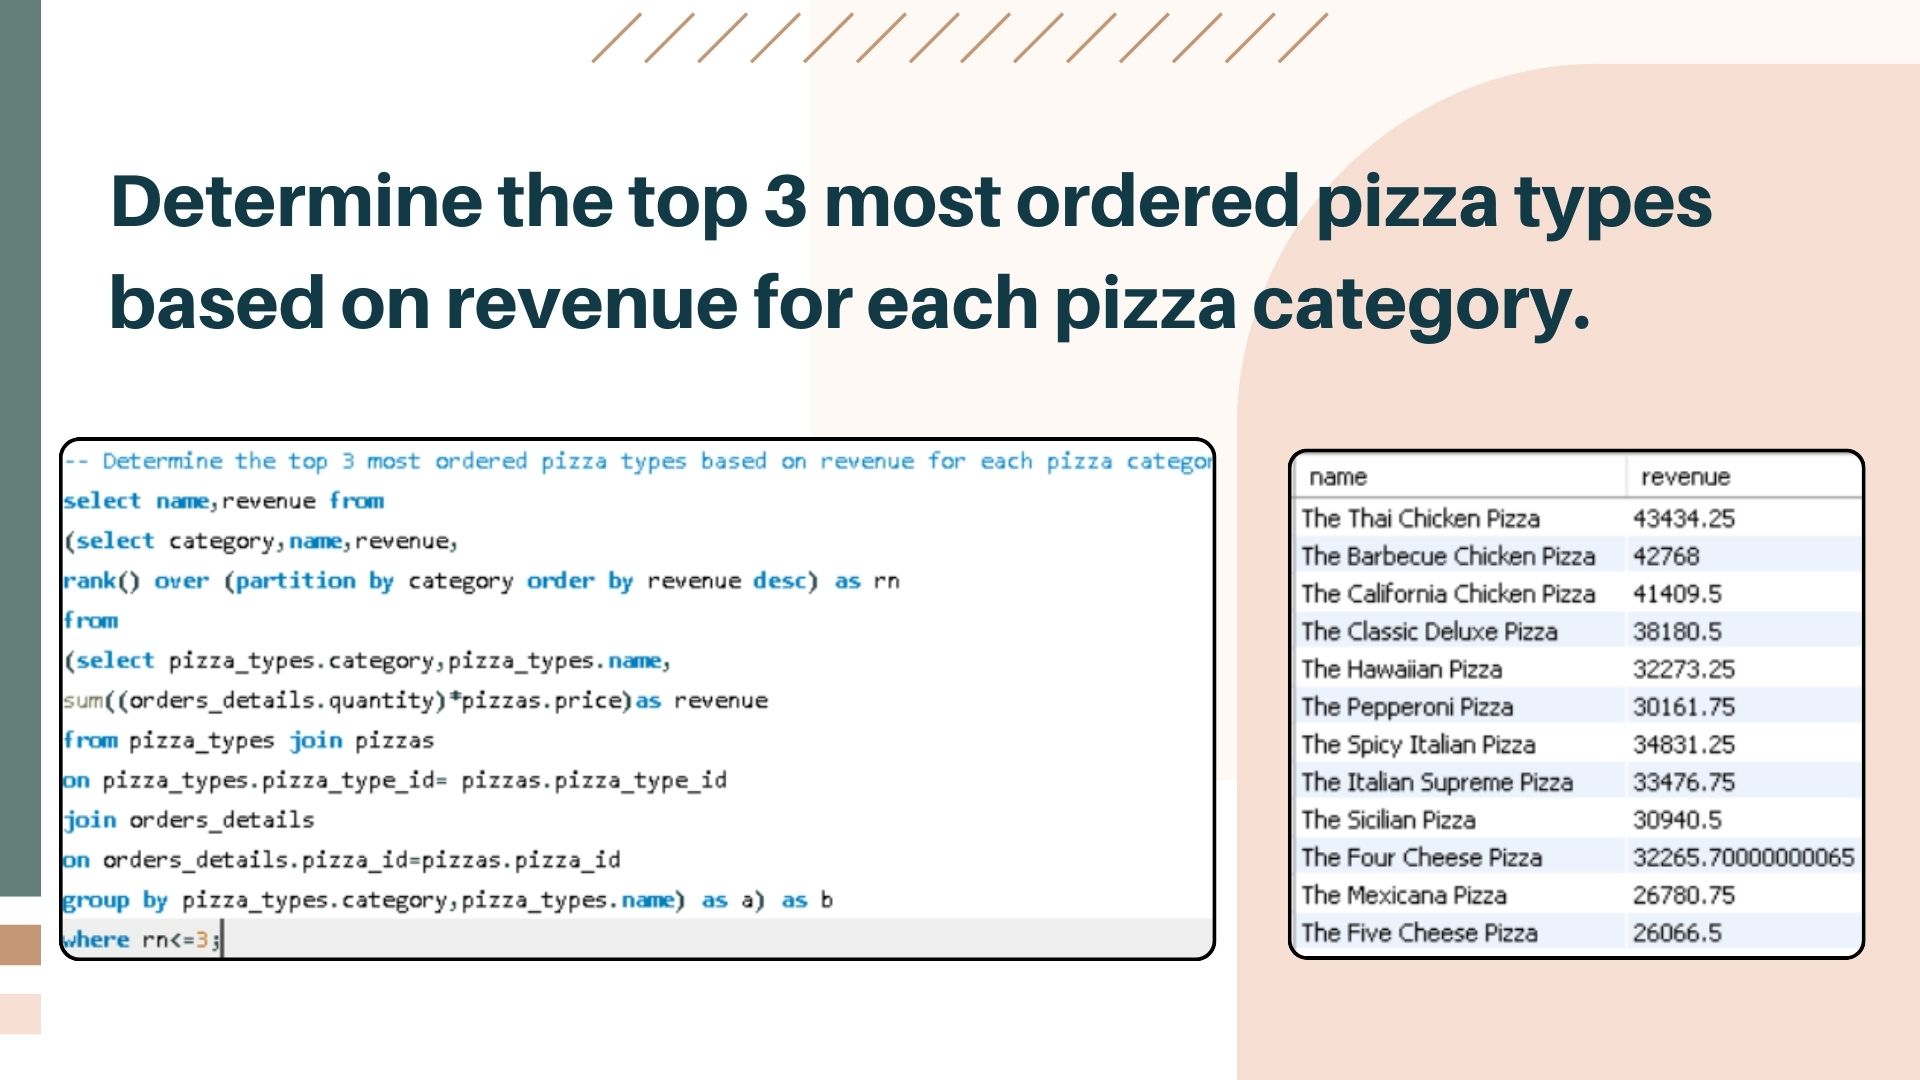 Determine the top 3 most ordered pizza types
based on revenue for each pizza category.
-- Determine the top 3 most ordered pizza types based on revenue for each pizza categor
select name,revenue from
(select category,name,revenue,
rank() over (partition by category order by revenue desc) as rn
from
(select pizza_types.category,pizza_types.name,
sum((orders_details.quantity)*pizzas.price)as revenue
from pizza_types join pizzas
on pizza_types.pizza_type_id= pizzas.pizza_type_id
join orders_details
on orders_details.pizza_id=pizzas.pizza_id
group by pizza_types.category,pizza_types.name) as a) as b
where rn<=3;
name revenue
The Thai Chicken Pizza 43434.25
The Barbecue Chicken Pizza 42768
The California Chicken Pizza 41409.5
The Classic Deluxe Pizza 38180.5
The Hawaiian Pizza 32273.25
The Pepperoni Pizza 30161.75
The Spicy Italian Pizza 34831.25
The Italian Supreme Pizza 33476.75
The Sicilian Pizza 30940.5
The Four Cheese Pizza 32265.70000000065
The Mexicana Pizza 26780.75
The Five Cheese Pizza 26066.5